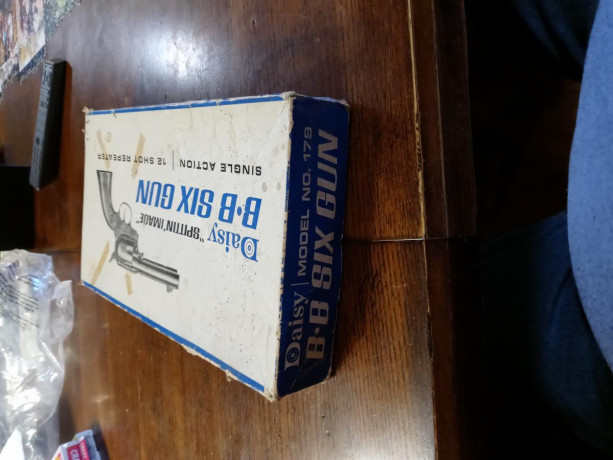 Daisy "SPITTIN' IMAGE"
B·B SIX GUN
SINGLE ACTION | 12 SHOT REPEATER
Daisy | MODEL NO. 179
B·B SIX GUN